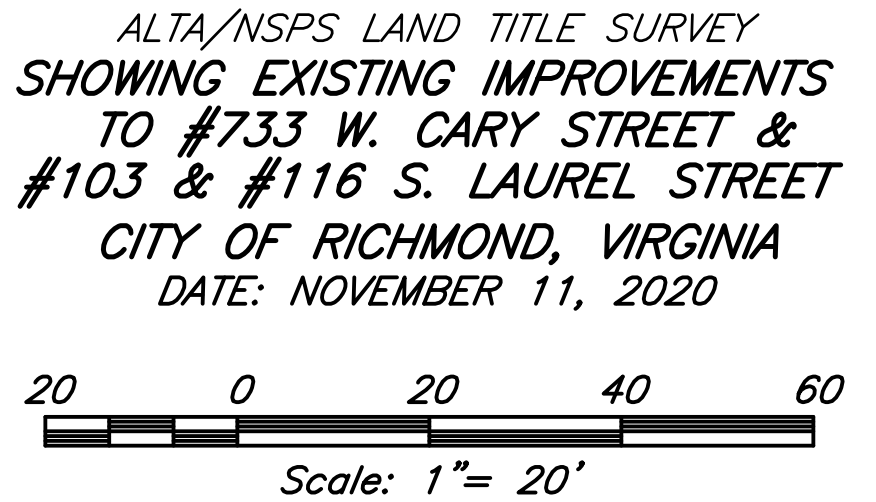 ALTA/NSPS LAND TITLE SURVEY
SHOWING EXISTING IMPROVEMENTS
TO #733 W. CARY STREET &
#103 & #116 S. LAUREL STREET
CITY OF RICHMOND, VIRGINIA
DATE: NOVEMBER 11, 2020
20 0 20 40 60
Scale: 1"= 20'